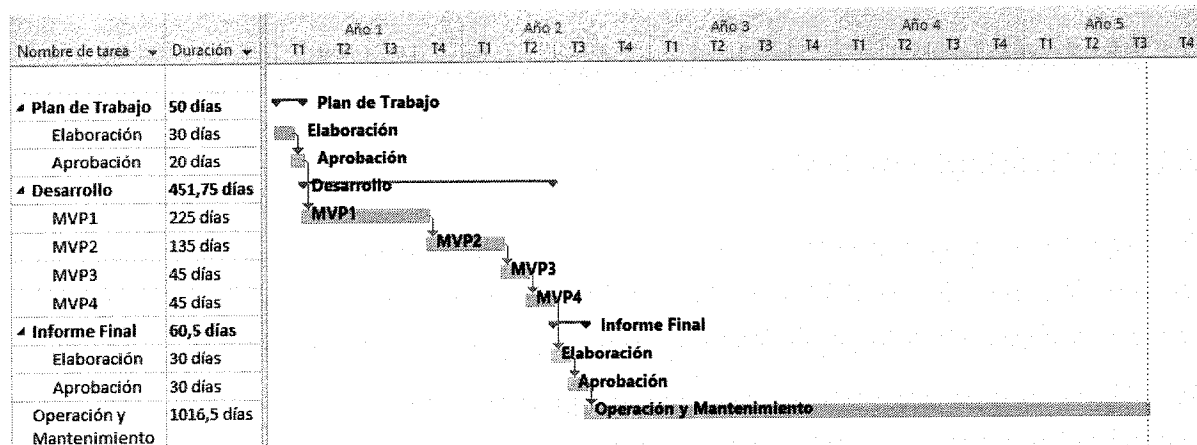 Año 1 Año 2 Año 3 Año 4 Año 5
Nombre de tarea Duración T1 T2 T3 T4 T1 T2 T3 T4 T1 T2 T3 T4 T1 T2 T3 T4 T1 T2 T3 T4
Plan de Trabajo 50 días Plan de Trabajo
Elaboración 30 días Elaboración
Aprobación 20 días Aprobación
Desarrollo 451,75 días Desarrollo
MVP1 225 días MVP1
MVP2 135 días MVP2
MVP3 45 días MVP3
MVP4 45 días MVP4
Informe Final 60,5 días Informe Final
Elaboración 30 días Elaboración
Aprobación 30 días Aprobación
Operación y 1016,5 días Operación y Mantenimiento
Mantenimiento